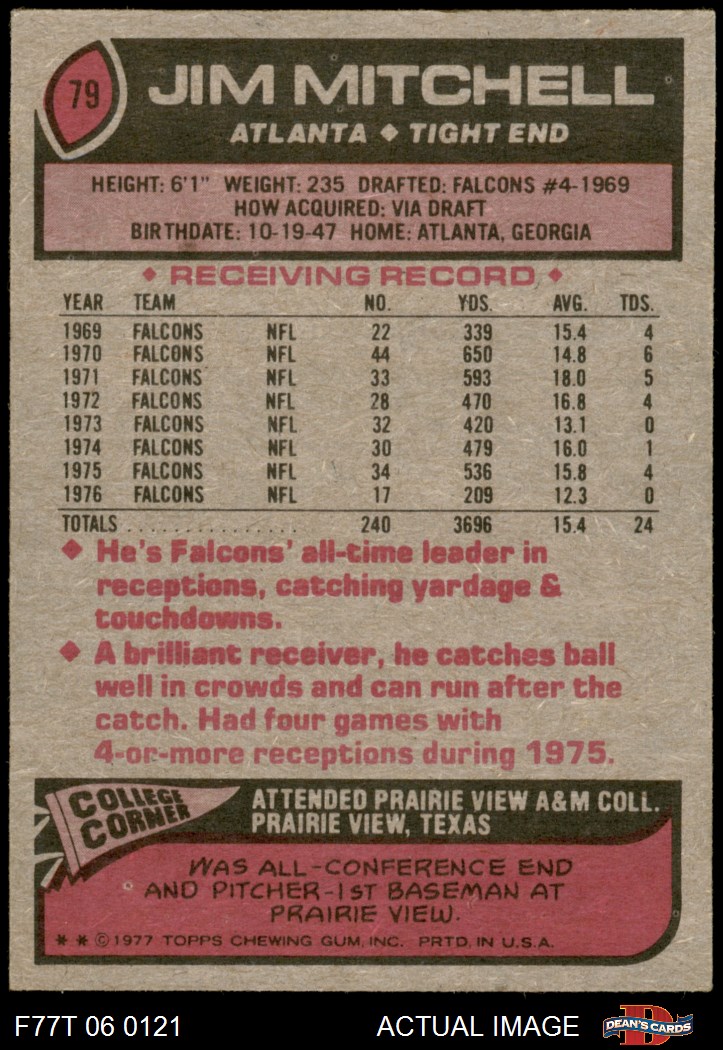 79
JIM MITCHELL
ATLANTA ◆ TIGHT END
HEIGHT: 6'1" WEIGHT: 235 DRAFTED: FALCONS #4-1969
HOW ACQUIRED: VIA DRAFT
BIRTHDATE: 10-19-47 HOME: ATLANTA, GEORGIA
◆ RECEIVING RECORD ◆
YEAR TEAM NO. YDS. AVG. TDS.
1969 FALCONS NFL 22 339 15.4 4
1970 FALCONS NFL 44 650 14.8 6
1971 FALCONS NFL 33 593 18.0 5
1972 FALCONS NFL 28 470 16.8 4
1973 FALCONS NFL 32 420 13.1 0
1974 FALCONS NFL 30 479 16.0 1
1975 FALCONS NFL 34 536 15.8 4
1976 FALCONS NFL 17 209 12.3 0
TOTALS . . . . . . . . . . . . . . . . 240 3696 15.4 24
◆ He's Falcons' all-time leader in
receptions, catching yardage &
touchdowns.
◆ A brilliant receiver, he catches ball
well in crowds and can run after the
catch. Had four games with
4-or-more receptions during 1975.
COLLEGE
CORNER
ATTENDED PRAIRIE VIEW A&M COLL.
PRAIRIE VIEW, TEXAS
WAS ALL-CONFERENCE END
AND PITCHER-1ST BASEMAN AT
PRAIRIE VIEW.
* * © 1977 TOPPS CHEWING GUM, INC. PRTD. IN U.S.A.
F77T 06 0121 ACTUAL IMAGE D DEAN'S CARDS